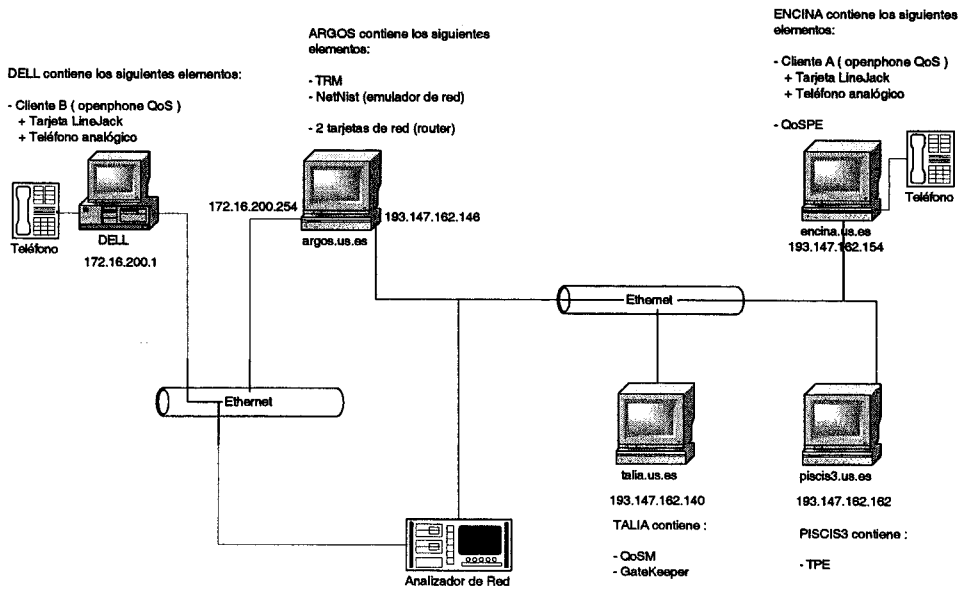 DELL contiene los siguientes elementos:
- Cliente B ( openphone QoS )
+ Tarjeta LineJack
+ Teléfono analógico
Teléfono
DELL
172.16.200.1
ARGOS contiene los siguientes
elementos:
- TRM
- NetNist (emulador de red)
- 2 tarjetas de red (router)
172.16.200.254
193.147.162.146
argos.us.es
ENCINA contiene los siguientes
elementos:
- Cliente A ( openphone QoS )
+ Tarjeta LineJack
+ Teléfono analógico
- QoSPE
Teléfono
encina.us.es
193.147.162.154
Ethernet
Ethernet
talia.us.es
193.147.162.140
TALIA contiene :
- QoSM
- GateKeeper
piscis3.us.es
193.147.162.162
PISCIS3 contiene :
- TPE
Analizador de Red